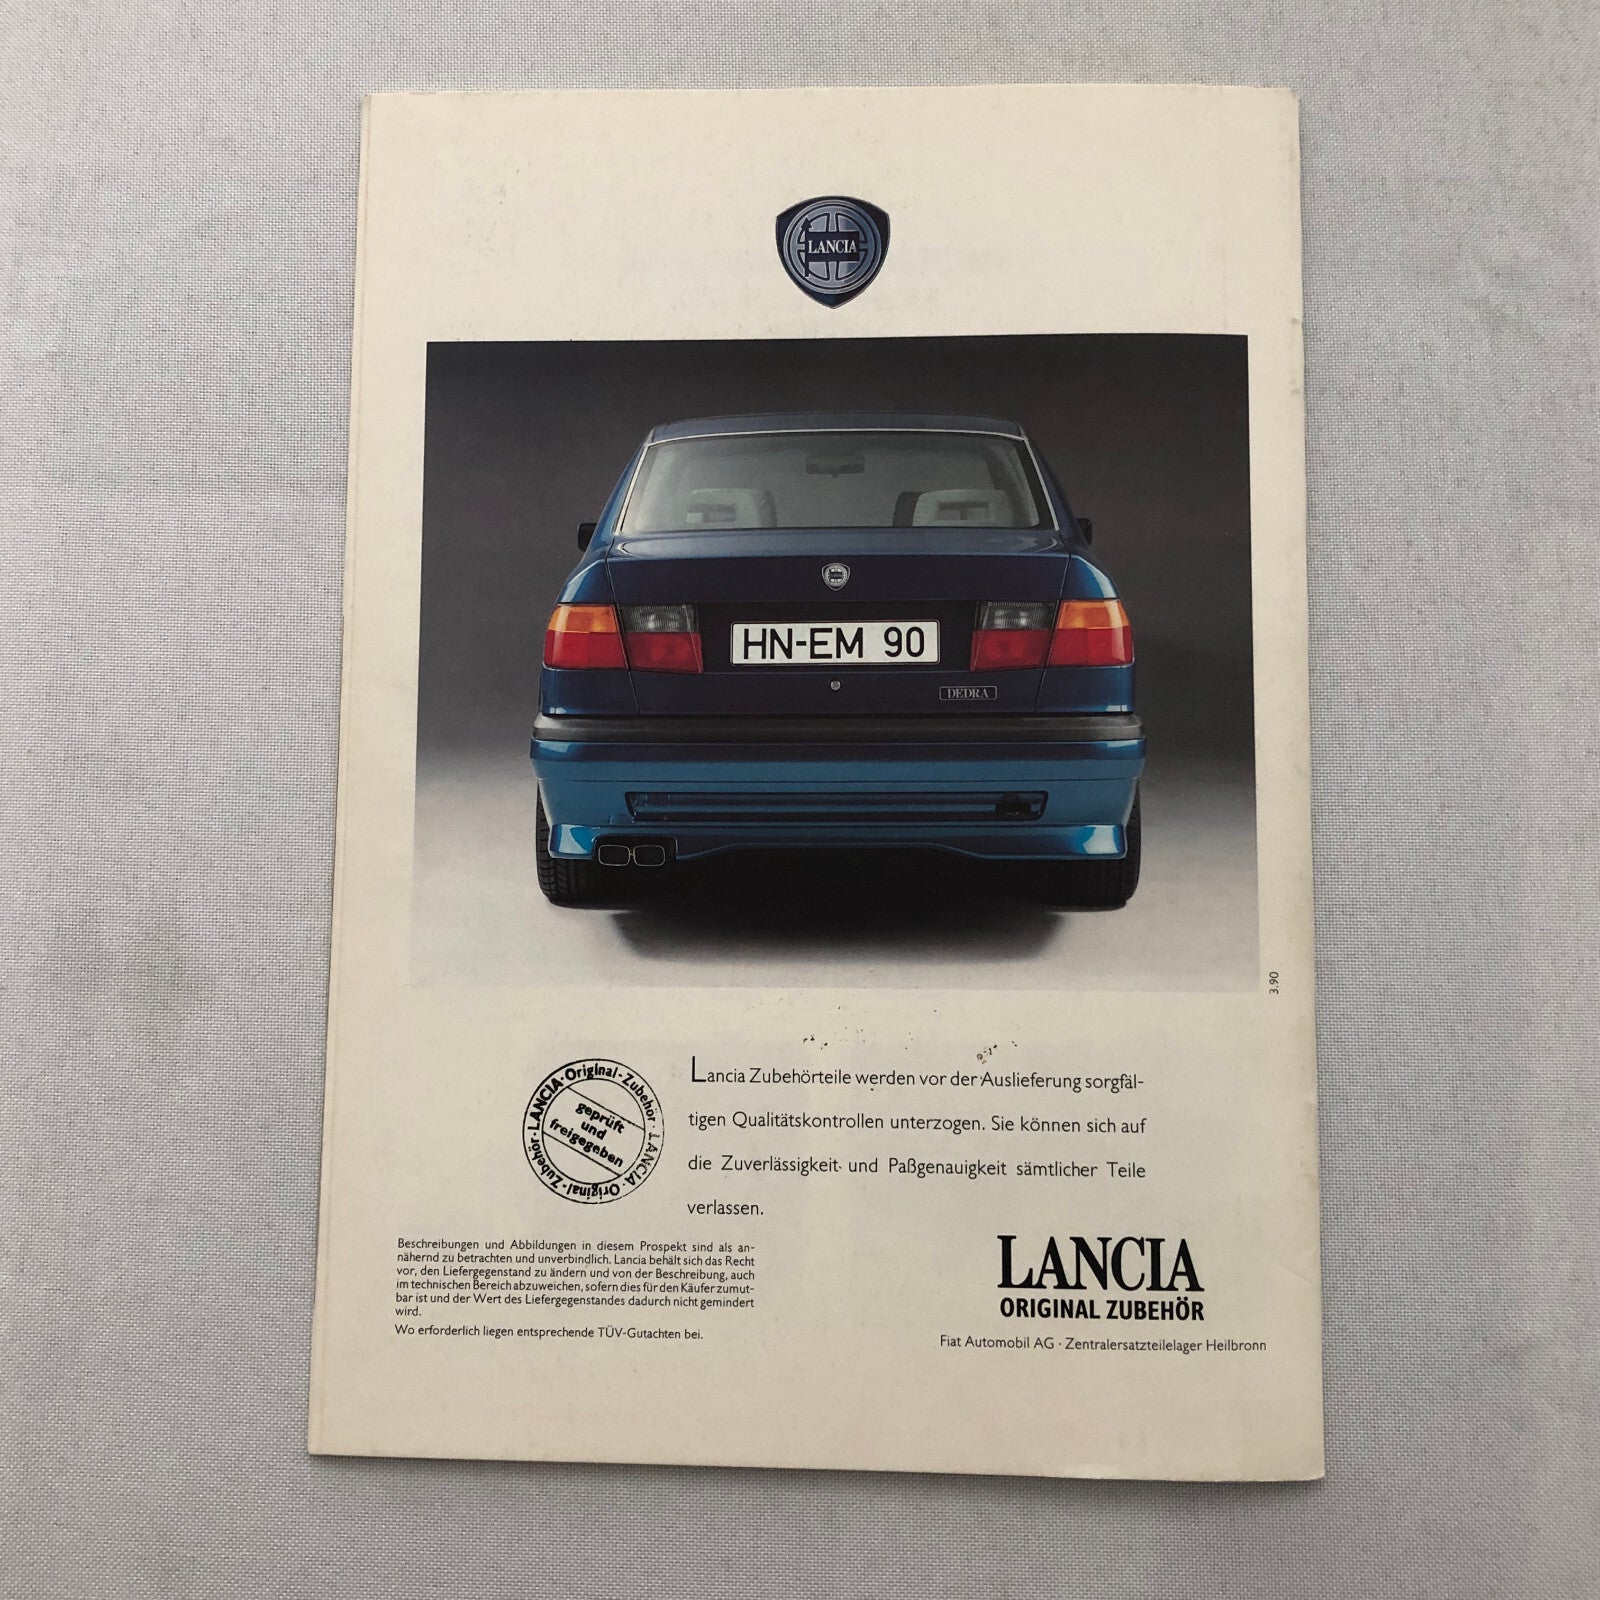 LANCIA
HN-EM 90
DEDRA
3.90
LANCIA · Original - Zubehör · LANCIA · Original - Zubehör ·
geprüft
und
freigegeben
Lancia Zubehörteile werden vor der Auslieferung sorgfäl-
tigen Qualitätskontrollen unterzogen. Sie können sich auf
die Zuverlässigkeit und Paßgenauigkeit sämtlicher Teile
verlassen.
Beschreibungen und Abbildungen in diesem Prospekt sind als an-
nähernd zu betrachten und unverbindlich. Lancia behält sich das Recht
vor, den Liefergegenstand zu ändern und von der Beschreibung, auch
im technischen Bereich abzuweichen, sofern dies für den Käufer zumut-
bar ist und der Wert des Liefergegenstandes dadurch nicht gemindert
wird.
Wo erforderlich liegen entsprechende TÜV-Gutachten bei.
LANCIA
ORIGINAL ZUBEHÖR
Fiat Automobil AG · Zentralersatzteilelager Heilbronn